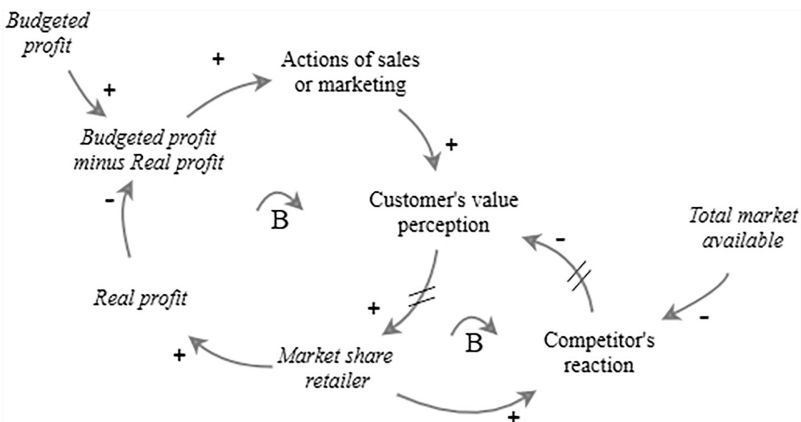 Budgeted
profit
+
+
Actions of sales
or marketing
Budgeted profit
minus Real profit
+
-
B
Customer's value
perception
-
Total market
available
Real profit
+
B
-
Competitor's
reaction
Market share
retailer
+
+